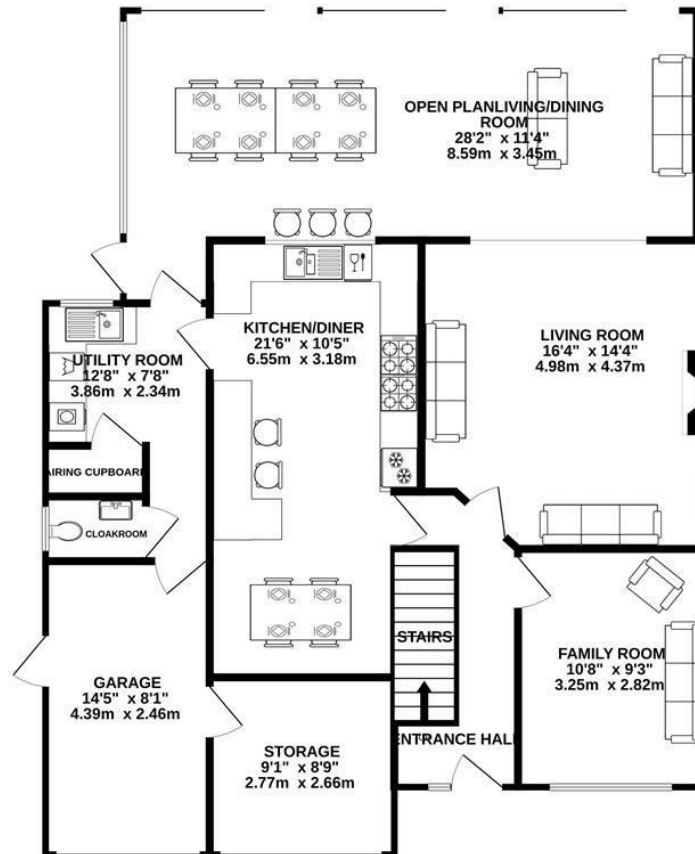 OPEN PLANLIVING/DINING
ROOM
28'2" x 11'4"
8.59m x 3.45m
KITCHEN/DINER
21'6" x 10'5"
6.55m x 3.18m
LIVING ROOM
16'4" x 14'4"
4.98m x 4.37m
UTILITY ROOM
12'8" x 7'8"
3.86m x 2.34m
AIRING CUPBOARD
CLOAKROOM
STAIRS
FAMILY ROOM
10'8" x 9'3"
3.25m x 2.82m
GARAGE
14'5" x 8'1"
4.39m x 2.46m
ENTRANCE HALL
STORAGE
9'1" x 8'9"
2.77m x 2.66m